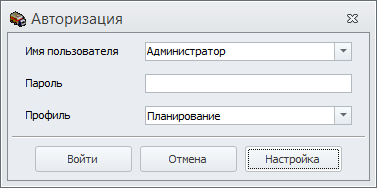 Авторизация
Имя пользователя Администратор
Пароль
Профиль Планирование
Войти Отмена Настройка